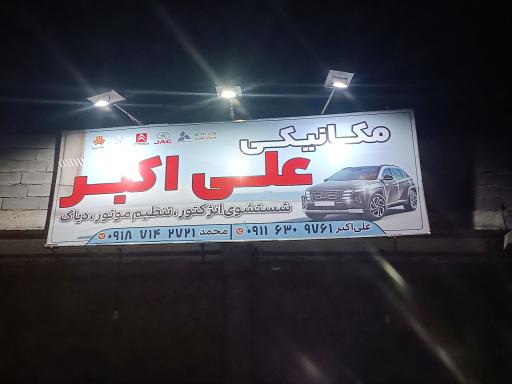 مکانیکی
علی اکبر
شستشوی انژکتور، تنظیم موتور، دیاگ
علی اکبر ۰۹۱۱ ۶۳۰ ۹۷۶۱
محمد ۰۹۱۸ ۷۱۴ ۲۷۲۱
JAC